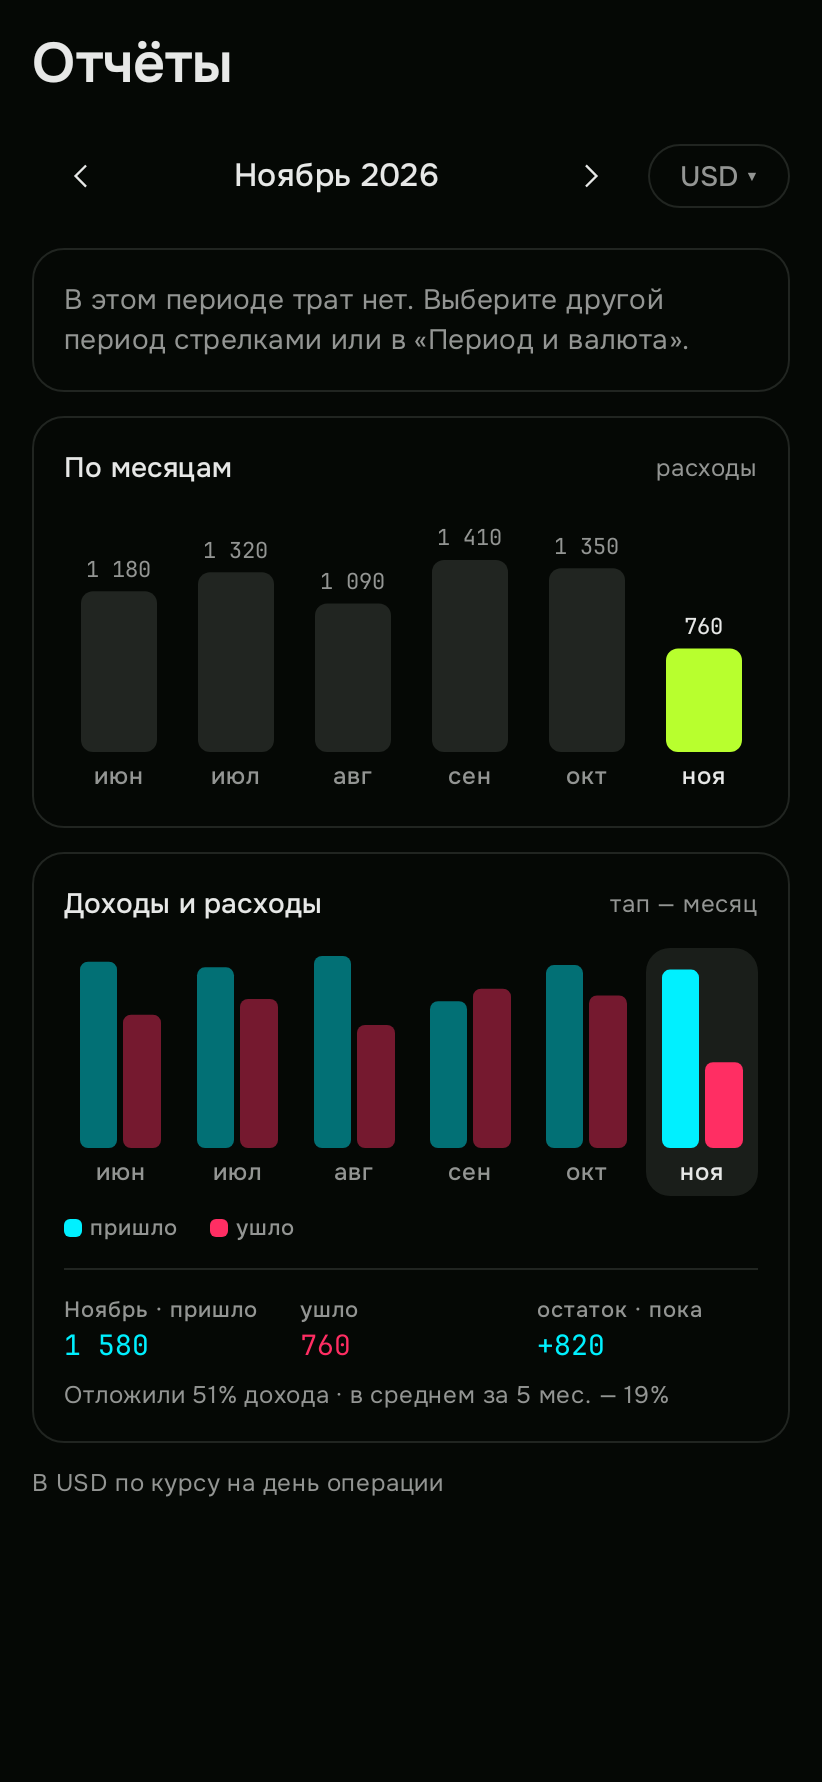 Отчёты
Ноябрь 2026
USD ▾
В этом периоде трат нет. Выберите другой
период стрелками или в «Период и валюта».
По месяцам расходы
1 180 1 320 1 090 1 410 1 350 760
июн июл авг сен окт ноя
Доходы и расходы тап — месяц
июн июл авг сен окт ноя
пришло ушло
Ноябрь · пришло ушло остаток · пока
1 580 760 +820
Отложили 51% дохода · в среднем за 5 мес. — 19%
В USD по курсу на день операции